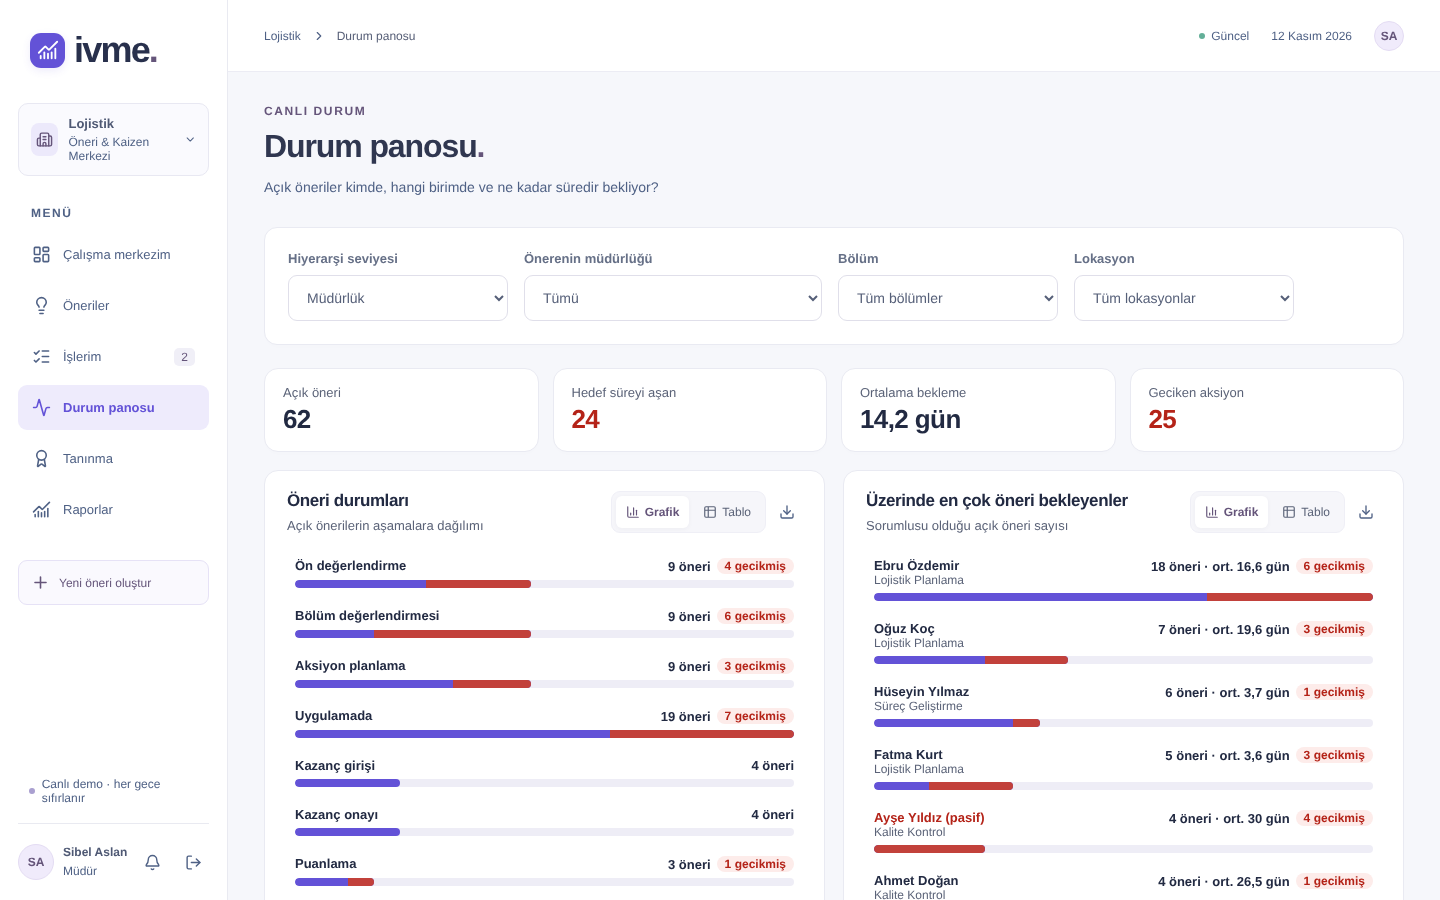 ivme.
Lojistik
Öneri & Kaizen
Merkezi
MENÜ
Çalışma merkezim
Öneriler
İşlerim 2
Durum panosu
Tanınma
Raporlar
Yeni öneri oluştur
Canlı demo · her gece
sıfırlanır
SA Sibel Aslan
Müdür
Lojistik Durum panosu
Güncel 12 Kasım 2026 SA
CANLI DURUM
Durum panosu.
Açık öneriler kimde, hangi birimde ve ne kadar süredir bekliyor?
Hiyerarşi seviyesi Önerenin müdürlüğü Bölüm Lokasyon
Müdürlük Tümü Tüm bölümler Tüm lokasyonlar
Açık öneri Hedef süreyi aşan Ortalama bekleme Geciken aksiyon
62 24 14,2 gün 25
Öneri durumları
Açık önerilerin aşamalara dağılımı
Grafik Tablo
Ön değerlendirme 9 öneri 4 gecikmiş
Bölüm değerlendirmesi 9 öneri 6 gecikmiş
Aksiyon planlama 9 öneri 3 gecikmiş
Uygulamada 19 öneri 7 gecikmiş
Kazanç girişi 4 öneri
Kazanç onayı 4 öneri
Puanlama 3 öneri 1 gecikmiş
Üzerinde en çok öneri bekleyenler
Sorumlusu olduğu açık öneri sayısı
Grafik Tablo
Ebru Özdemir 18 öneri · ort. 16,6 gün 6 gecikmiş
Lojistik Planlama
Oğuz Koç 7 öneri · ort. 19,6 gün 3 gecikmiş
Lojistik Planlama
Hüseyin Yılmaz 6 öneri · ort. 3,7 gün 1 gecikmiş
Süreç Geliştirme
Fatma Kurt 5 öneri · ort. 3,6 gün 3 gecikmiş
Lojistik Planlama
Ayşe Yıldız (pasif) 4 öneri · ort. 30 gün 4 gecikmiş
Kalite Kontrol
Ahmet Doğan 4 öneri · ort. 26,5 gün 1 gecikmiş
Kalite Kontrol